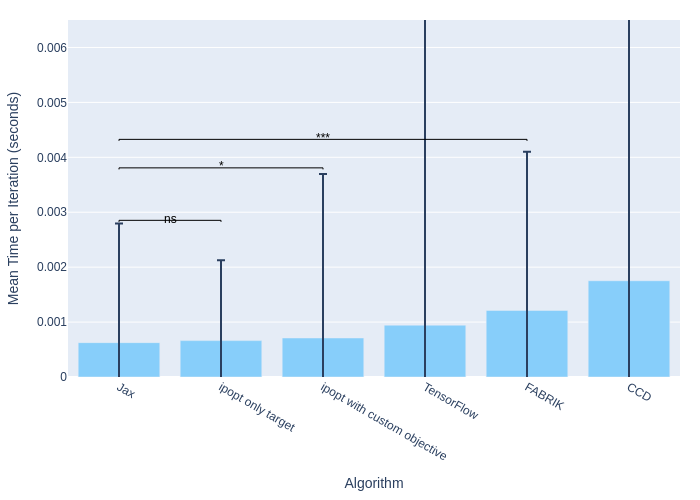 Mean Time per Iteration (seconds)
0.006
0.005
0.004
0.003
0.002
0.001
0
***
*
ns
Jax
ipopt only target
ipopt with custom objective
TensorFlow
FABRIK
CCD
Algorithm